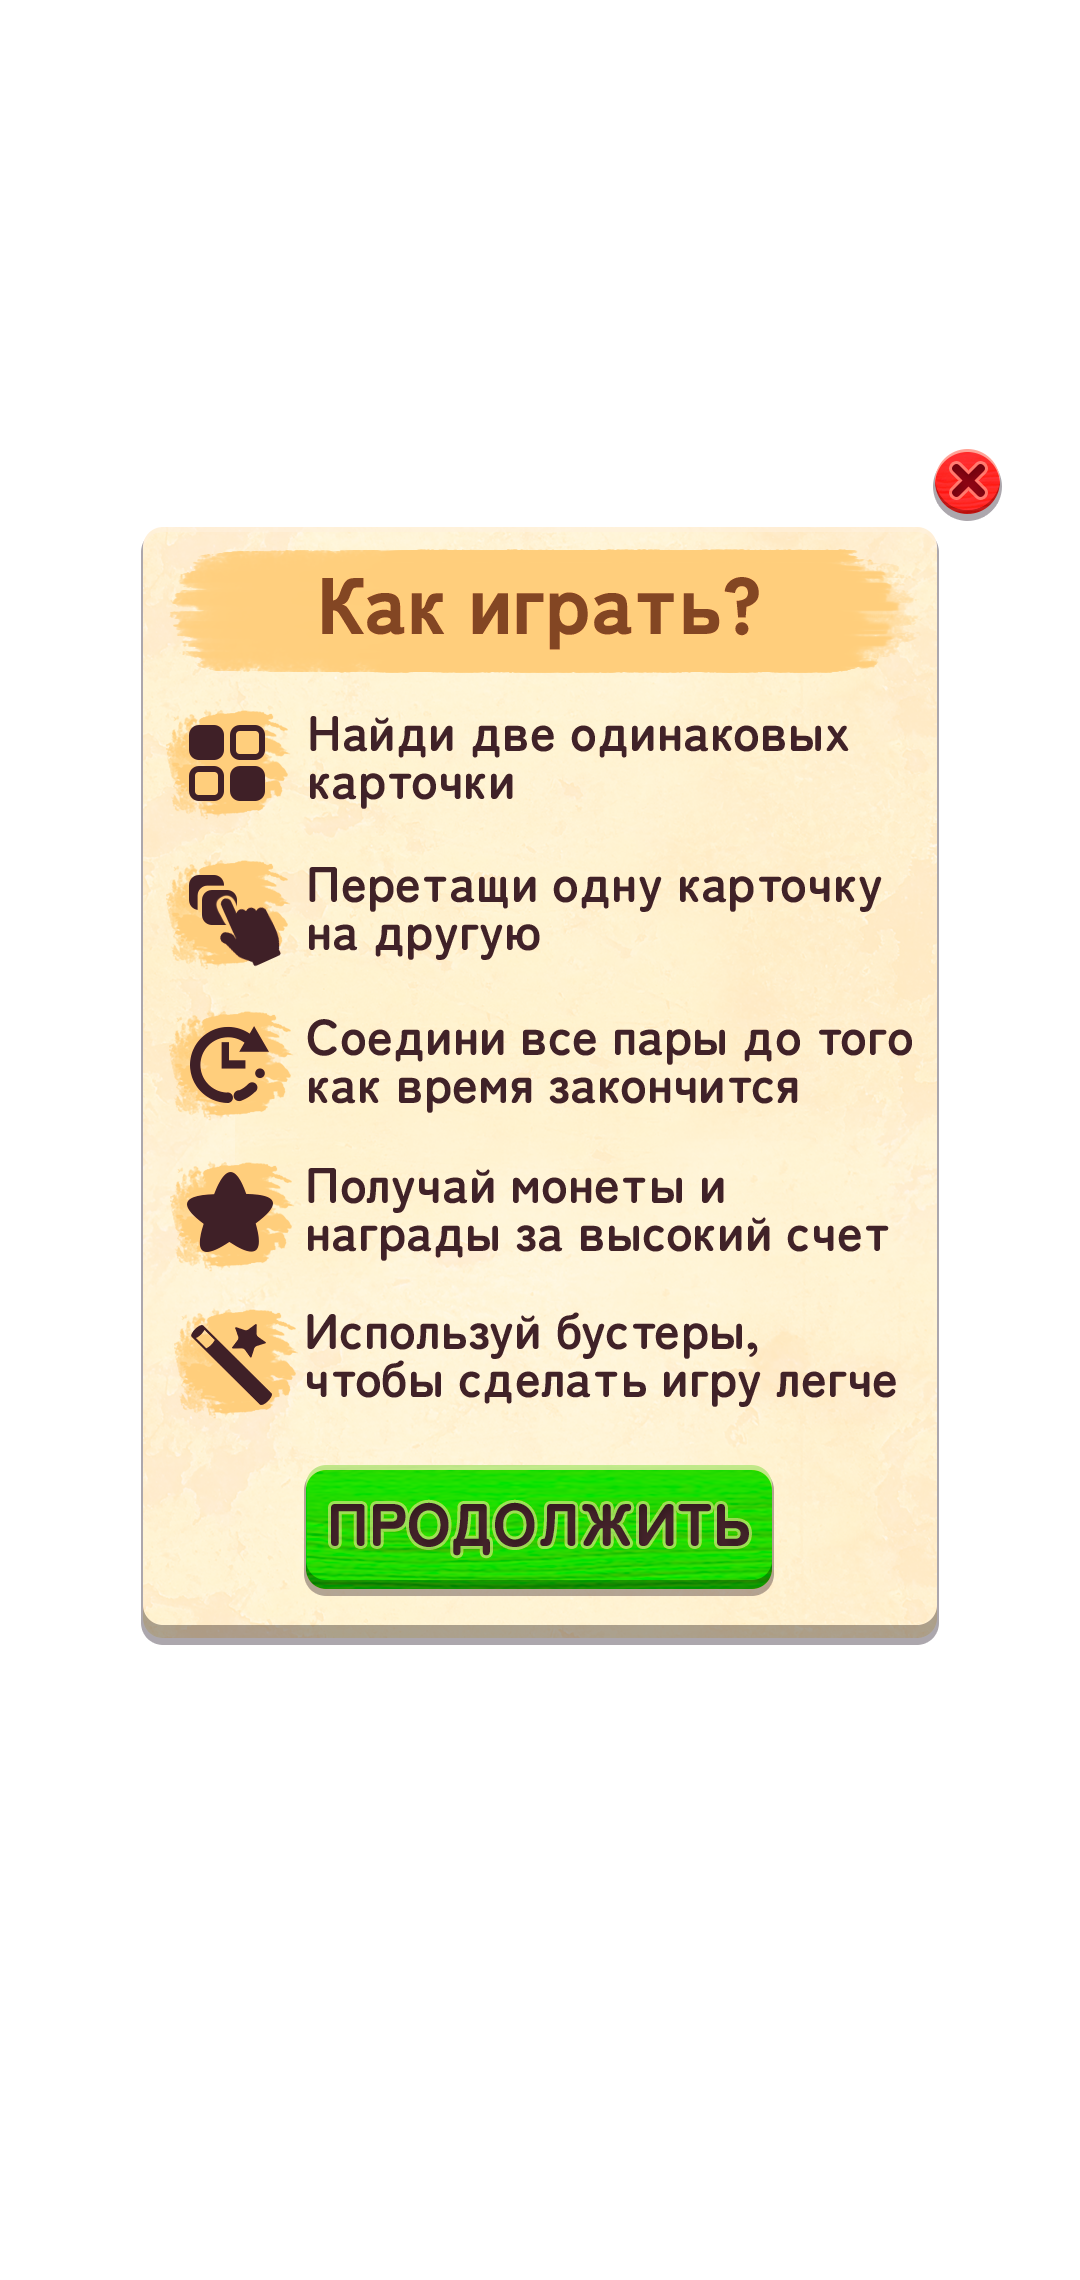 Как играть?
Найди две одинаковых
карточки
Перетащи одну карточку
на другую
Соедини все пары до того
как время закончится
Получай монеты и
награды за высокий счет
Используй бустеры,
чтобы сделать игру легче
ПРОДОЛЖИТЬ